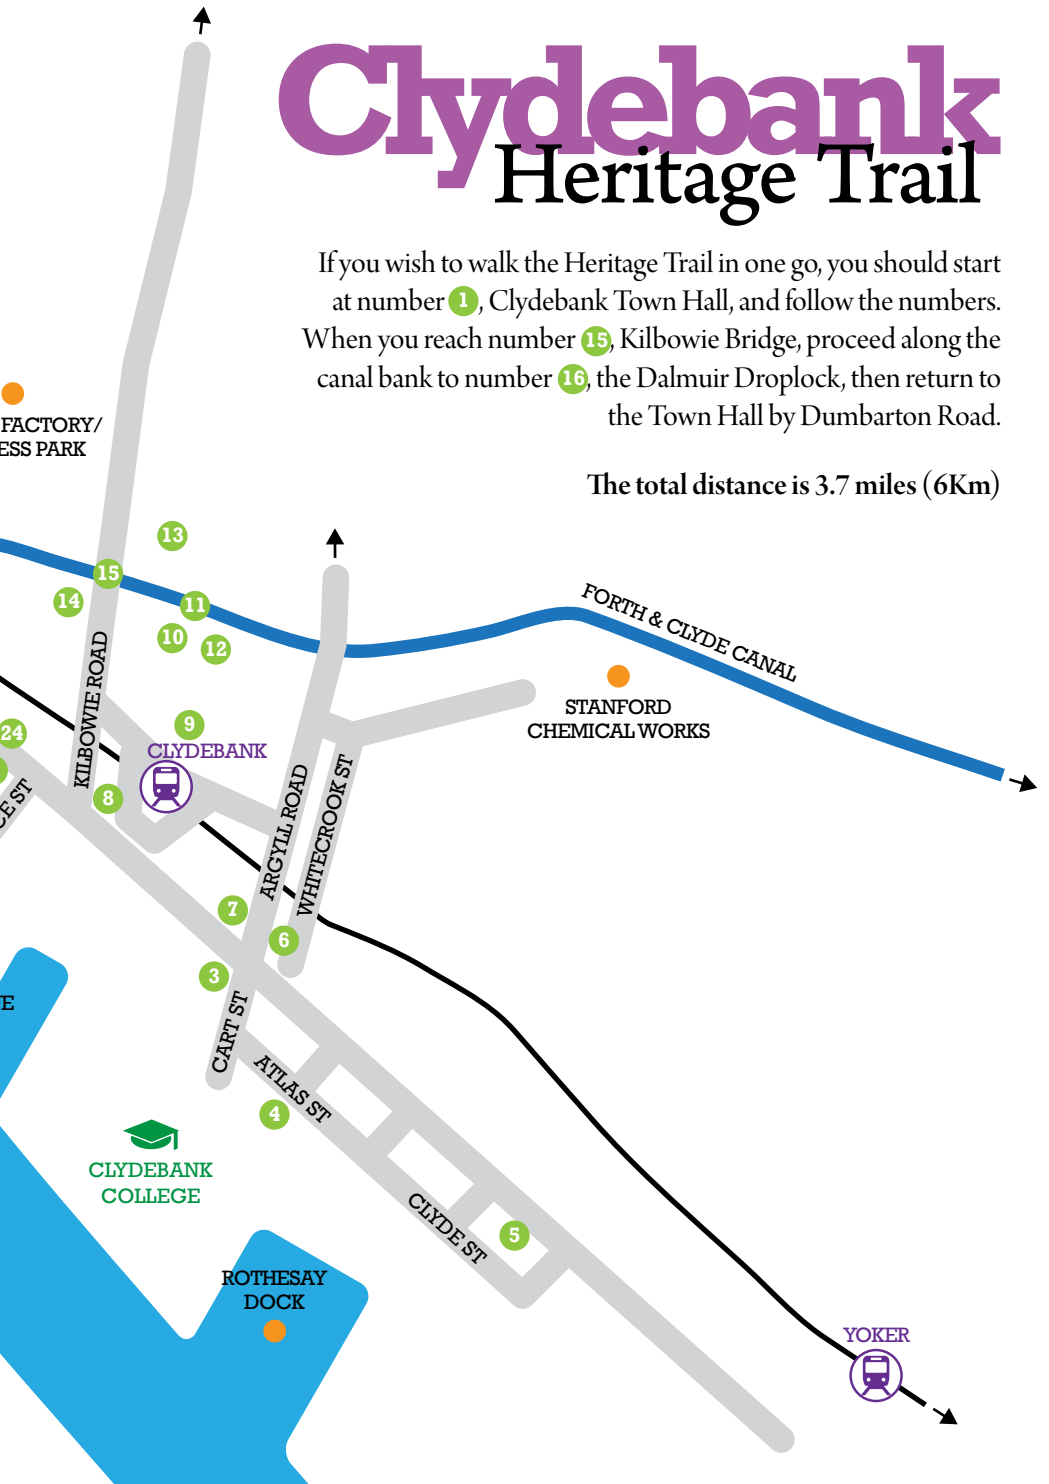 Clydebank
Heritage Trail
If you wish to walk the Heritage Trail in one go, you should start
at number 1, Clydebank Town Hall, and follow the numbers.
When you reach number 15, Kilbowie Bridge, proceed along the
canal bank to number 16, the Dalmuir Droplock, then return to
the Town Hall by Dumbarton Road.
The total distance is 3.7 miles (6Km)
FACTORY/
ESS PARK
13
15
14
11
10
12
FORTH & CLYDE CANAL
STANFORD
CHEMICAL WORKS
KILBOWIE ROAD
24
9
CLYDEBANK
8
CE ST
ARGYLL ROAD
WHITECROOK ST
7
6
3
CART ST
E
ATLAS ST
4
CLYDEBANK
COLLEGE
CLYDE ST
5
ROTHESAY
DOCK
YOKER